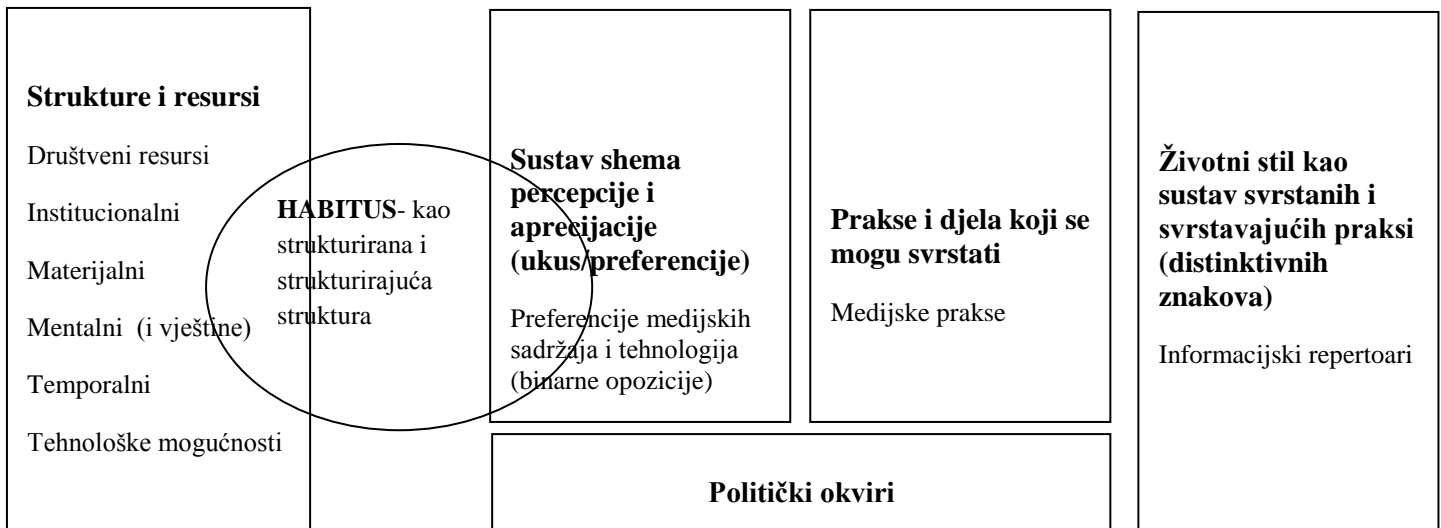 Strukture i resursi
Društveni resursi
Institucionalni
Materijalni
Mentalni (i vještine)
Temporalni
Tehnološke mogućnosti
HABITUS- kao
strukturirana i
strukturirajuća
struktura
Sustav shema
percepcije i
aprecijacije
(ukus/preferencije)
Preferencije medijskih
sadržaja i tehnologija
(binarne opozicije)
Prakse i djela koji se
mogu svrstati
Medijske prakse
Životni stil kao
sustav svrstanih i
svrstavajućih praksi
(distinktivnih
znakova)
Informacijski repertoari
Politički okviri